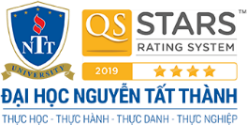 NTT
UNIVERSITY
QS STARS™
RATING SYSTEM
2019
ĐẠI HỌC NGUYỄN TẤT THÀNH
THỰC HỌC - THỰC HÀNH - THỰC DANH - THỰC NGHIỆP